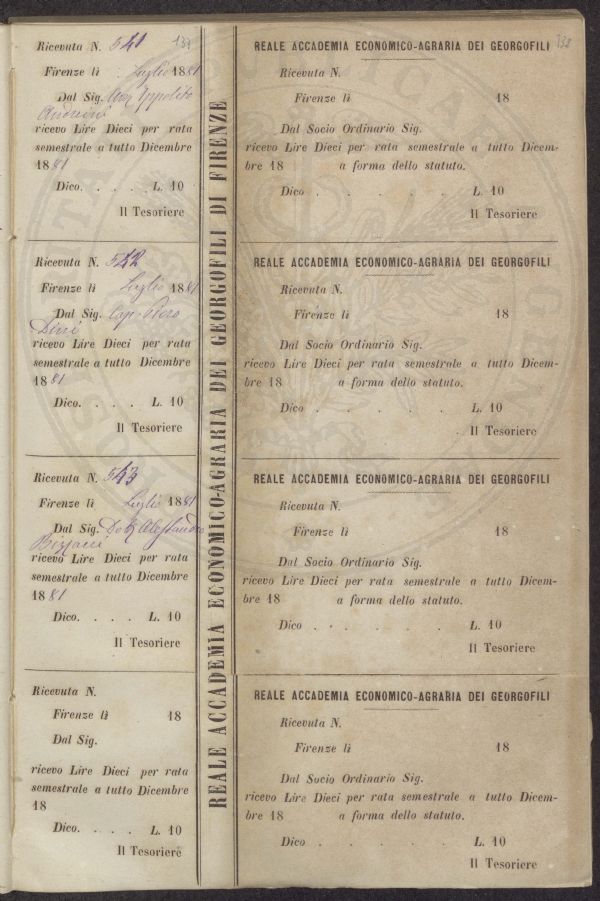 Ricevuta N. 541
Firenze lì Luglio 1881
Dal Sig. Ippolito
ricevo Lire Dieci per rata
semestrale a tutto Dicembre
1881
Dico. . . . . L. 10
Il Tesoriere
Ricevuta N. 542
Firenze lì Luglio 1881
Dal Sig. Cap. Piero
Dini
ricevo Lire Dieci per rata
semestrale a tutto Dicembre
1881
Dico. . . . L. 10
Il Tesoriere
Ricevuta N. 543
Firenze lì Luglio 1881
Dal Sig. Alessandro
ricevo Lire Dieci per rata
semestrale a tutto Dicembre
1881
Dico. . . . L. 10
Il Tesoriere
Ricevuta N.
Firenze lì 18
Dal Sig.
ricevo Lire Dieci per rata
semestrale a tutto Dicembre
18
Dico. . . . L. 10
Il Tesoriere
REALE ACCADEMIA ECONOMICO-AGRARIA DEI GEORGOFILI DI FIRENZE
138
REALE ACCADEMIA ECONOMICO-AGRARIA DEI GEORGOFILI
Ricevuta N.
Firenze lì 18
Dal Socio Ordinario Sig.
ricevo Lire Dieci per rata semestrale a tutto Dicem-
bre 18 a forma dello statuto.
Dico . . . . . L. 10
Il Tesoriere
REALE ACCADEMIA ECONOMICO-AGRARIA DEI GEORGOFILI
Ricevuta N.
Firenze lì 18
Dal Socio Ordinario Sig.
ricevo Lire Dieci per rata semestrale a tutto Dicem-
bre 18 a forma dello statuto.
Dico . . . . . L. 10
Il Tesoriere
REALE ACCADEMIA ECONOMICO-AGRARIA DEI GEORGOFILI
Ricevuta N.
Firenze lì 18
Dal Socio Ordinario Sig.
ricevo Lire Dieci per rata semestrale a tutto Dicem-
bre 18 a forma dello statuto.
Dico . . . . . L. 10
Il Tesoriere
REALE ACCADEMIA ECONOMICO-AGRARIA DEI GEORGOFILI
Ricevuta N.
Firenze lì 18
Dal Socio Ordinario Sig.
ricevo Lire Dieci per rata semestrale a tutto Dicem-
bre 18 a forma dello statuto.
Dico . . . . . L. 10
Il Tesoriere